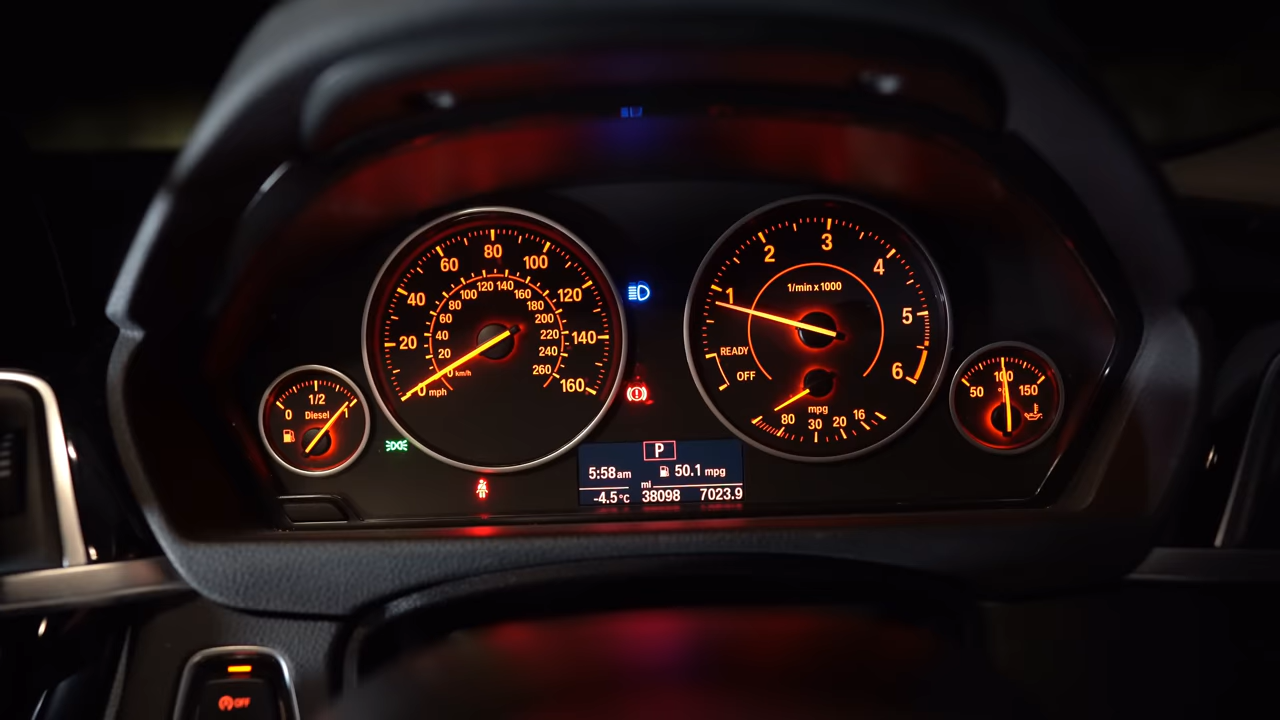 20
40
60
80
100
120
140
160
0 mph
0 km/h
20
40
60
80
100
120
140
160
180
200
220
240
260
1
2
3
4
5
6
1/min x 1000
READY
OFF
mpg
80
30
20
16
0
1/2
1
Diesel
50
100
150
°C
P
5:58 am
50.1 mpg
mi
-4.5 °C
38098
7023.9
OFF